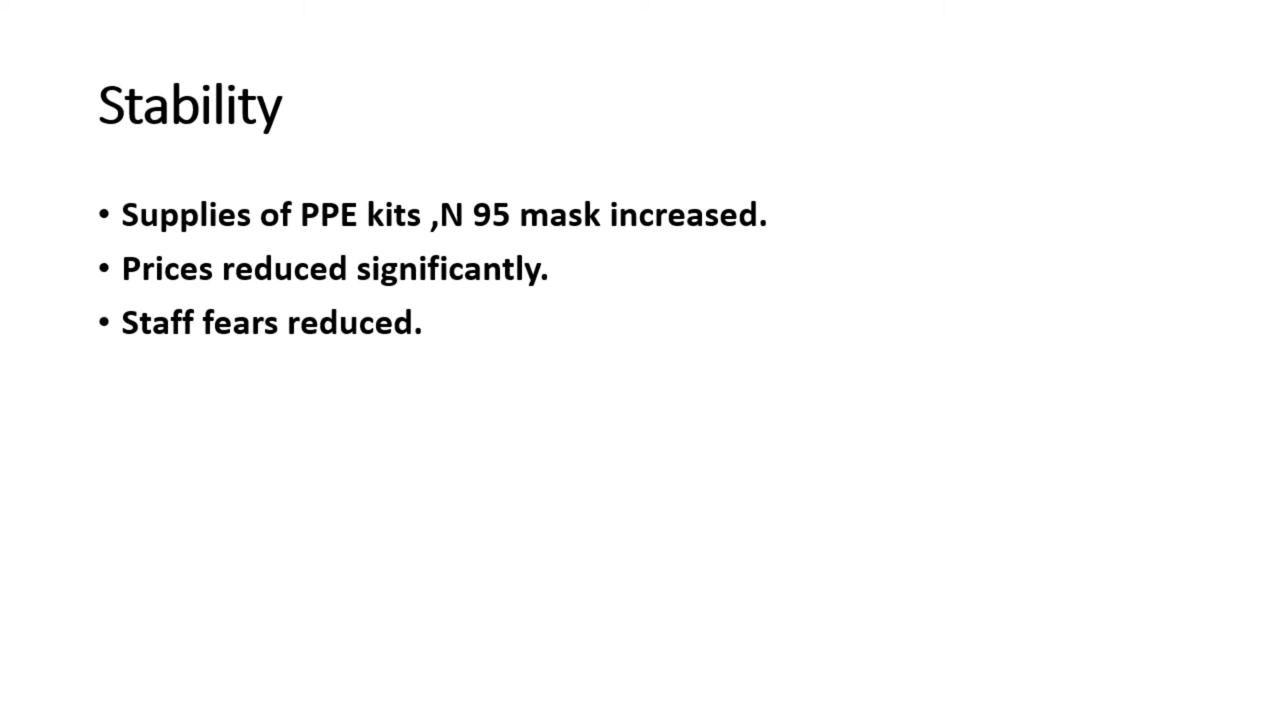 Stability
• Supplies of PPE kits ,N 95 mask increased.
• Prices reduced significantly.
• Staff fears reduced.